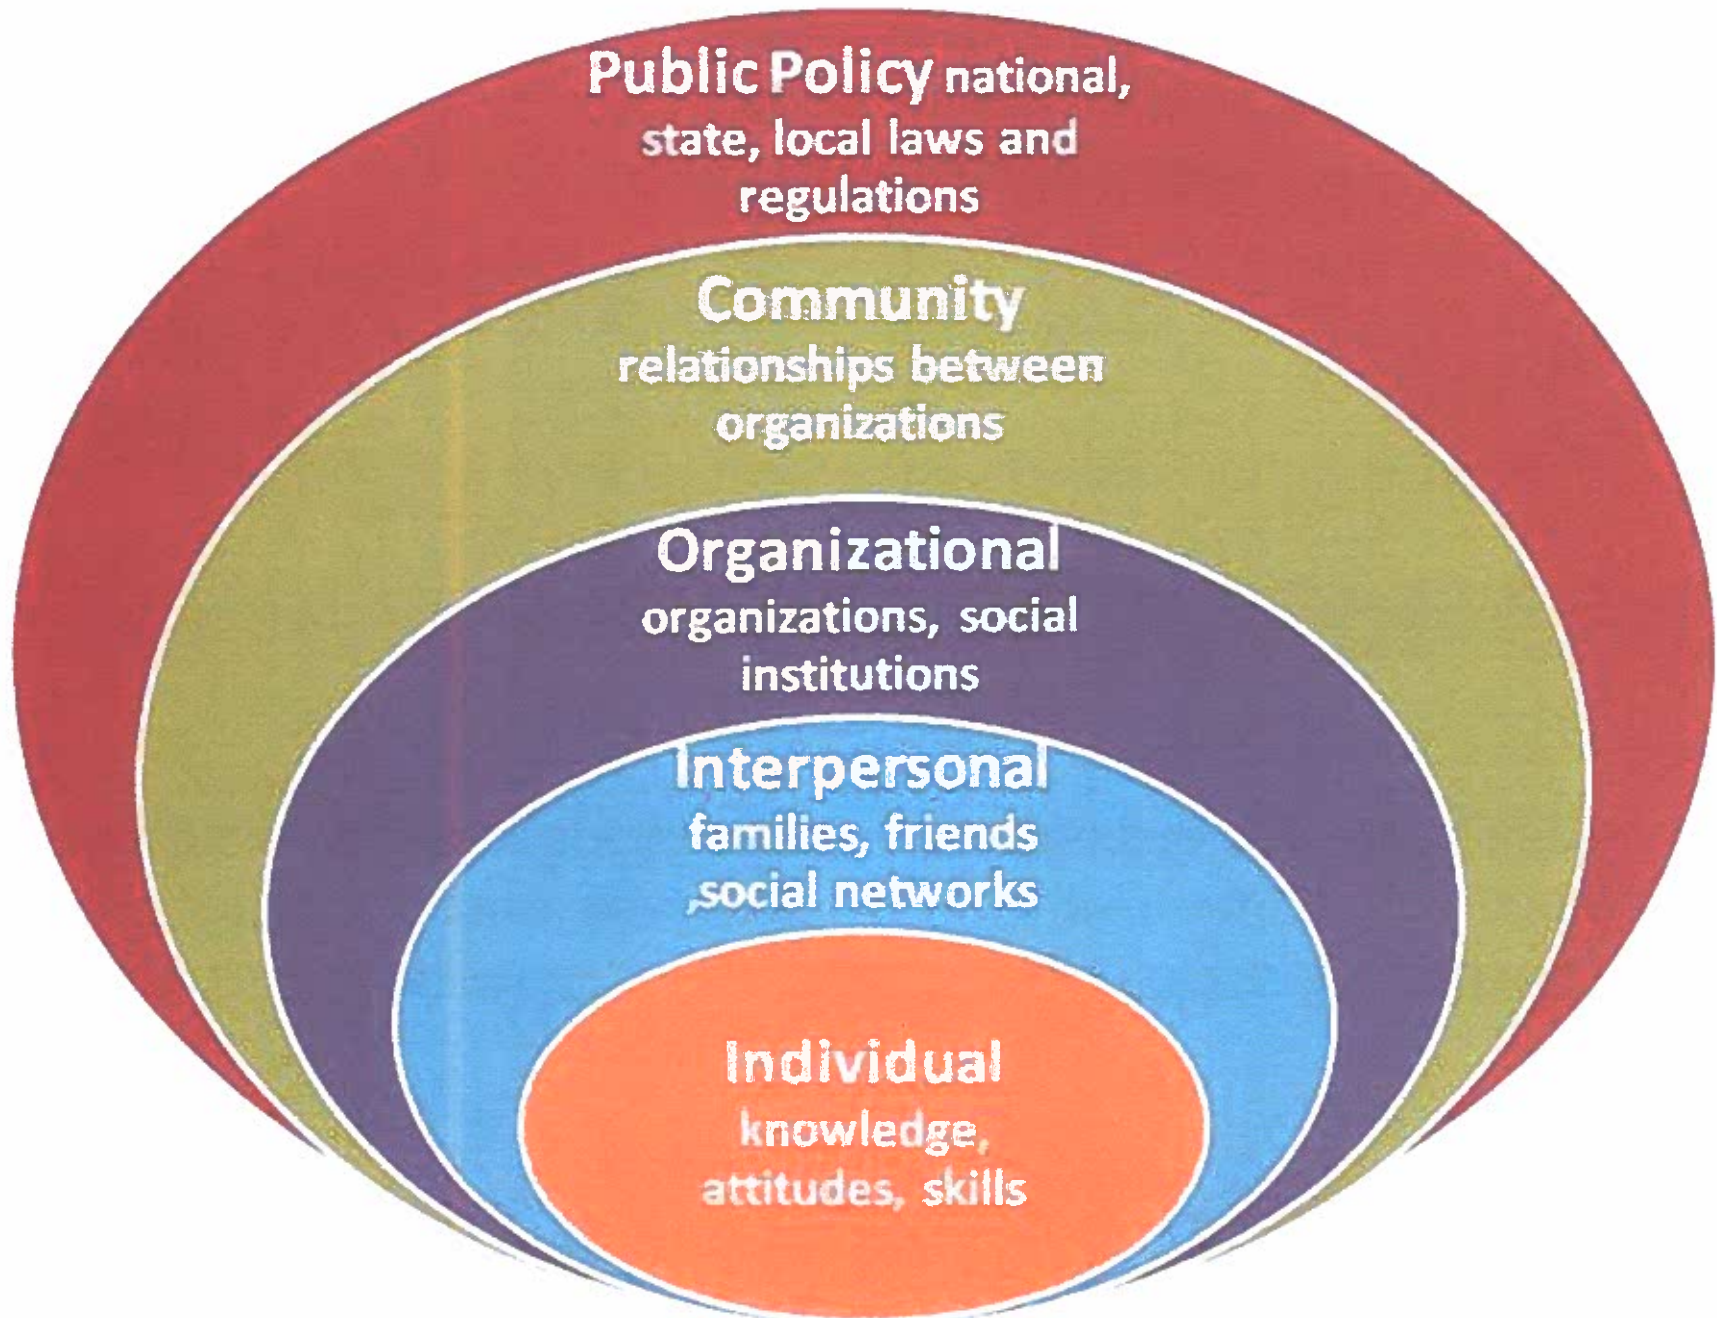 Public Policy national,
state, local laws and
regulations
Community
relationships between
organizations
Organizational
organizations, social
institutions
Interpersonal
families, friends
,social networks
Individual
knowledge,
attitudes, skills